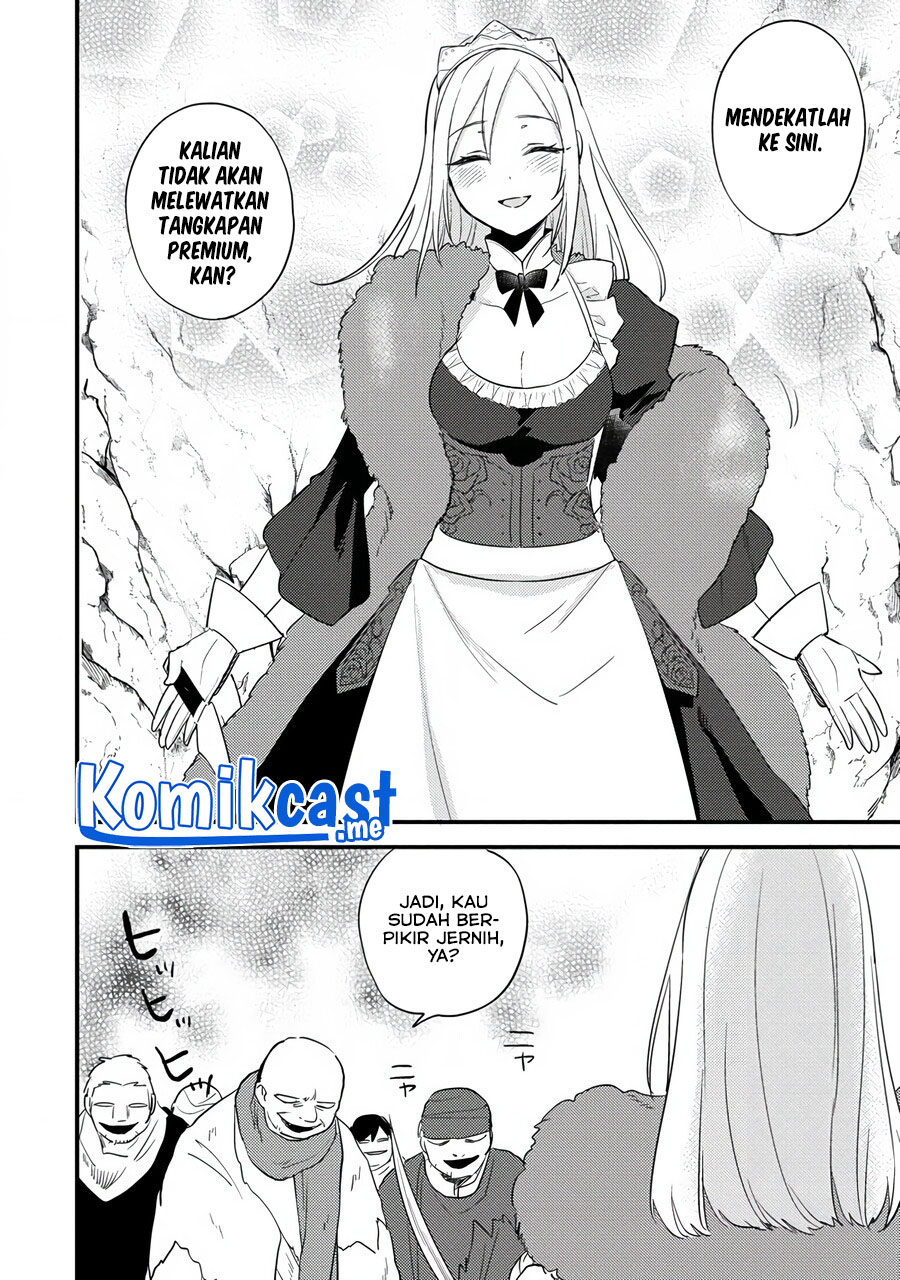 MENDEKATLAH
KE SINI.
KALIAN
TIDAK AKAN
MELEWATKAN
TANGKAPAN
PREMIUM,
KAN?
Komikcast
.me
JADI, KAU
SUDAH BER-
PIKIR JERNIH,
YA?
ヒッ
ヒッ
ヒッ
ニヤ
ニヤ